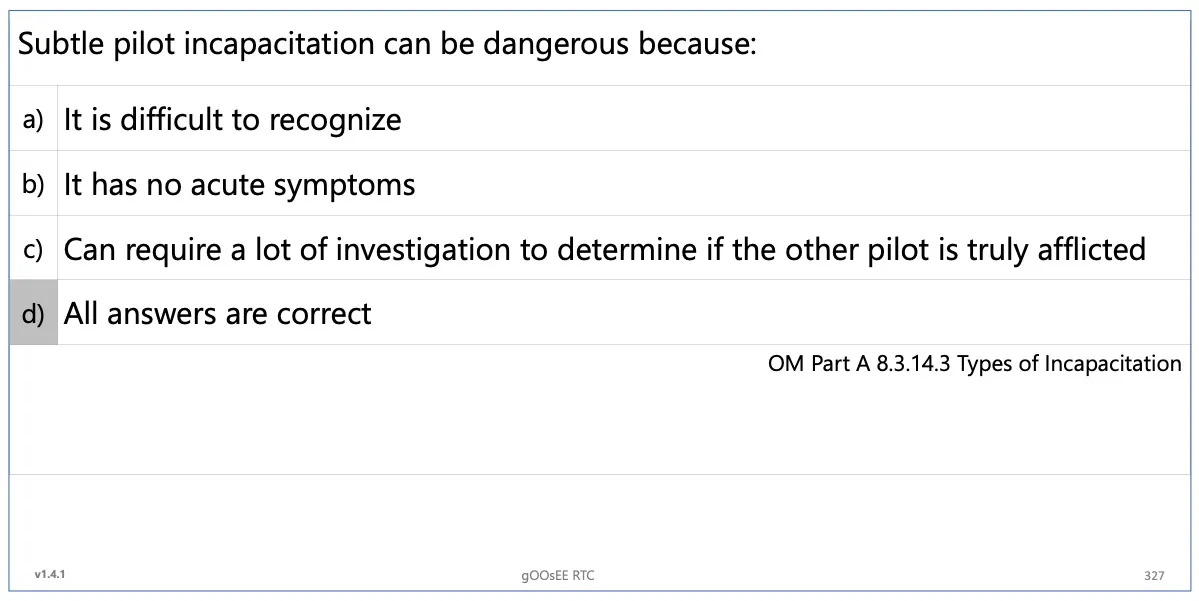 Subtle pilot incapacitation can be dangerous because:
a) It is difficult to recognize
b) It has no acute symptoms
c) Can require a lot of investigation to determine if the other pilot is truly afflicted
d) All answers are correct
OM Part A 8.3.14.3 Types of Incapacitation
v1.4.1 gOOsEE RTC 327